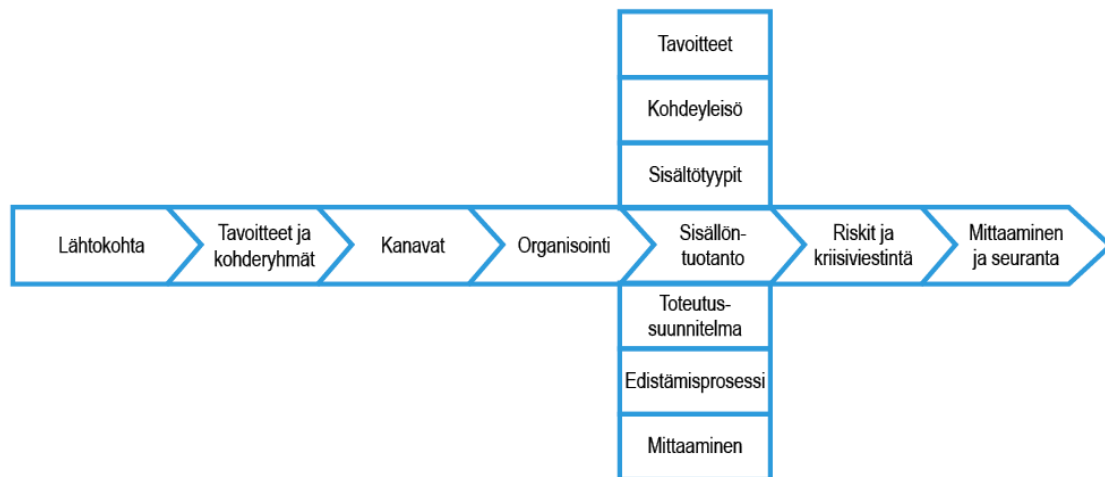 Tavoitteet
Kohdeyleisö
Sisältötyypit
Lähtokohta
Tavoitteet ja
kohderyhmät
Kanavat
Organisointi
Sisällön-
tuotanto
Riskit ja
kriisiviestintä
Mittaaminen
ja seuranta
Toteutus-
suunnitelma
Edistämisprosessi
Mittaaminen